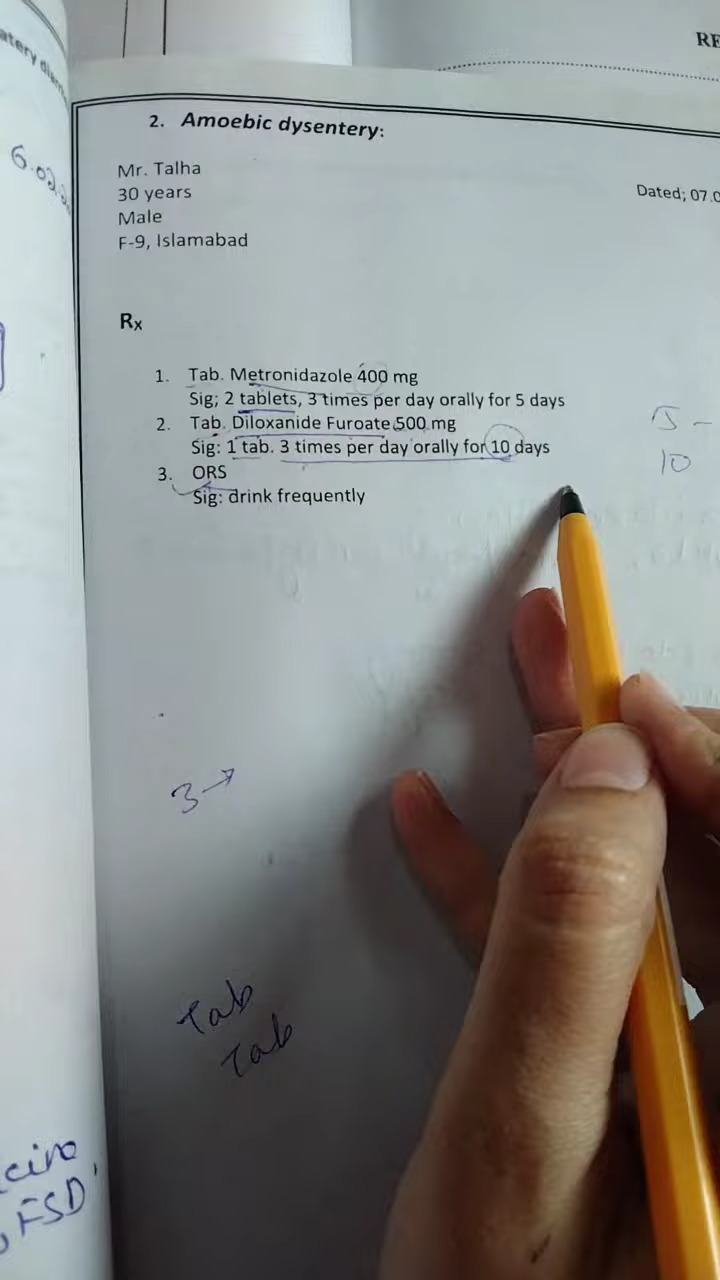 RE
2. Amoebic dysentery:
Mr. Talha
30 years
Male
F-9, Islamabad
Dated; 07.0
Rx
1. Tab. Metronidazole 400 mg
Sig; 2 tablets, 3 times per day orally for 5 days
2. Tab. Diloxanide Furoate 500 mg
Sig: 1 tab. 3 times per day orally for 10 days
3. ORS
Sig: drink frequently
5 -
10
3 →
Tab
Tab
, FSD